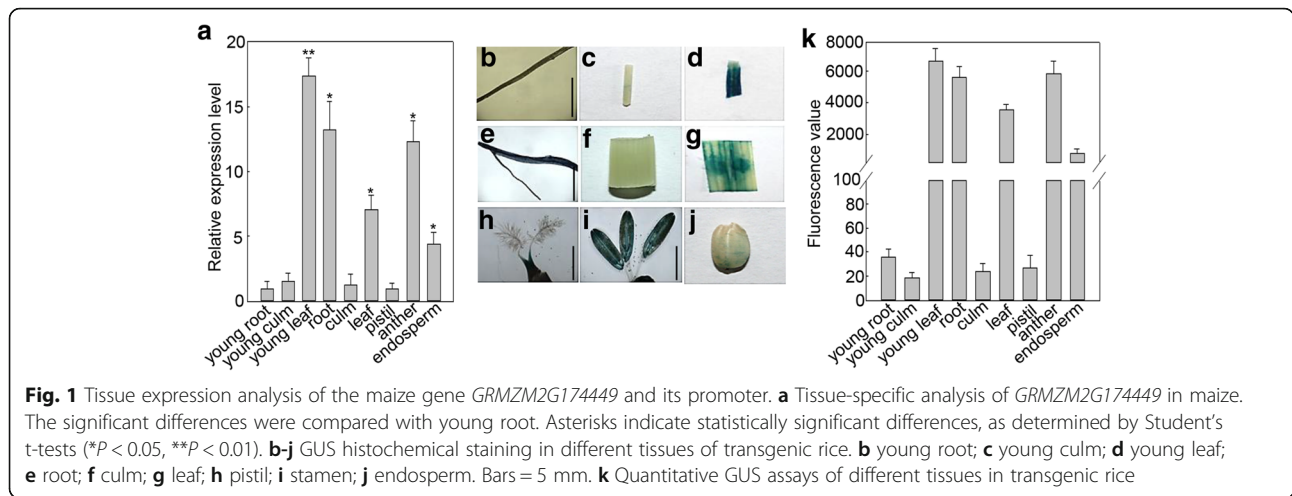 a
20
15
10
5
0
Relative expression level
**
*
*
*
*
young root
young culm
young leaf
root
culm
leaf
pistil
anther
endosperm
b
c
d
e
f
g
h
i
j
k
8000
6000
4000
2000
100
80
60
40
20
0
Fluorescence value
young root
young culm
young leaf
root
culm
leaf
pistil
anther
endosperm
Fig. 1 Tissue expression analysis of the maize gene GRMZM2G174449 and its promoter. a Tissue-specific analysis of GRMZM2G174449 in maize.
The significant differences were compared with young root. Asterisks indicate statistically significant differences, as determined by Student's
t-tests (*P < 0.05, **P < 0.01). b-j GUS histochemical staining in different tissues of transgenic rice. b young root; c young culm; d young leaf;
e root; f culm; g leaf; h pistil; i stamen; j endosperm. Bars = 5 mm. k Quantitative GUS assays of different tissues in transgenic rice